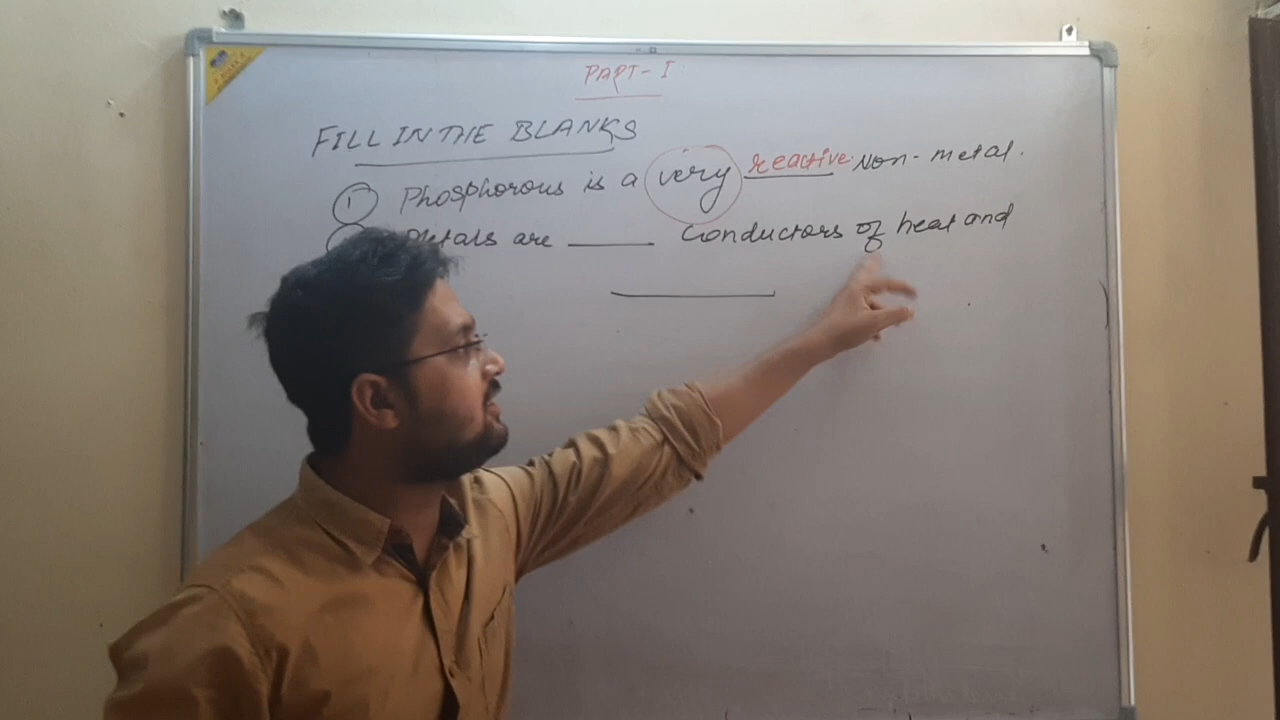 PART-I
FILL IN THE BLANKS
1 Phosphorous is a very reactive Non-metal.
Metals are ______ Conductors of heat and
______